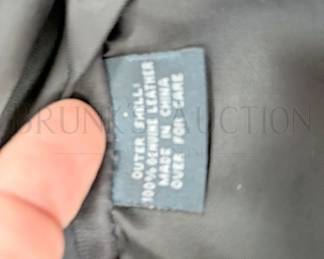 OUTER SHELL:
100% GENUINE LEATHER
MADE IN CHINA
OVER FOR CARE
BRUNK AUCTION